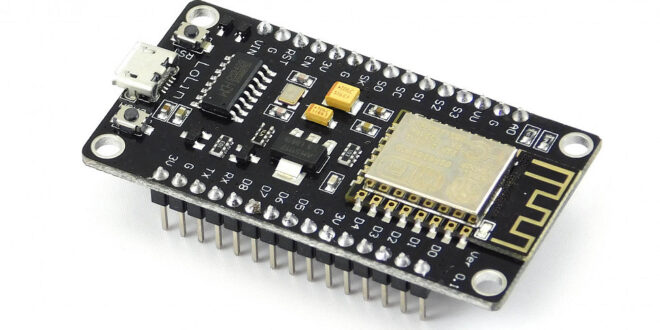 VIN
G
RST
EN
3V
G
SK
S0
SC
S1
S2
S3
VU
G
A0
LoLin
3V
G
TX
RX
D8
D7
D6
D5
G
3V
D4
D3
D2
D1
D0
Ver 0.1